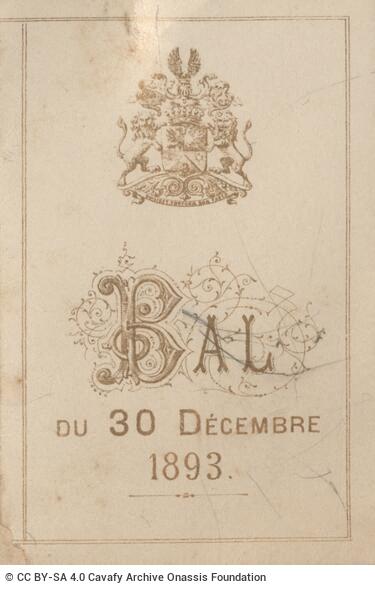 BAL
DU 30 DÉCEMBRE
1893.
© CC BY-SA 4.0 Cavafy Archive Onassis Foundation